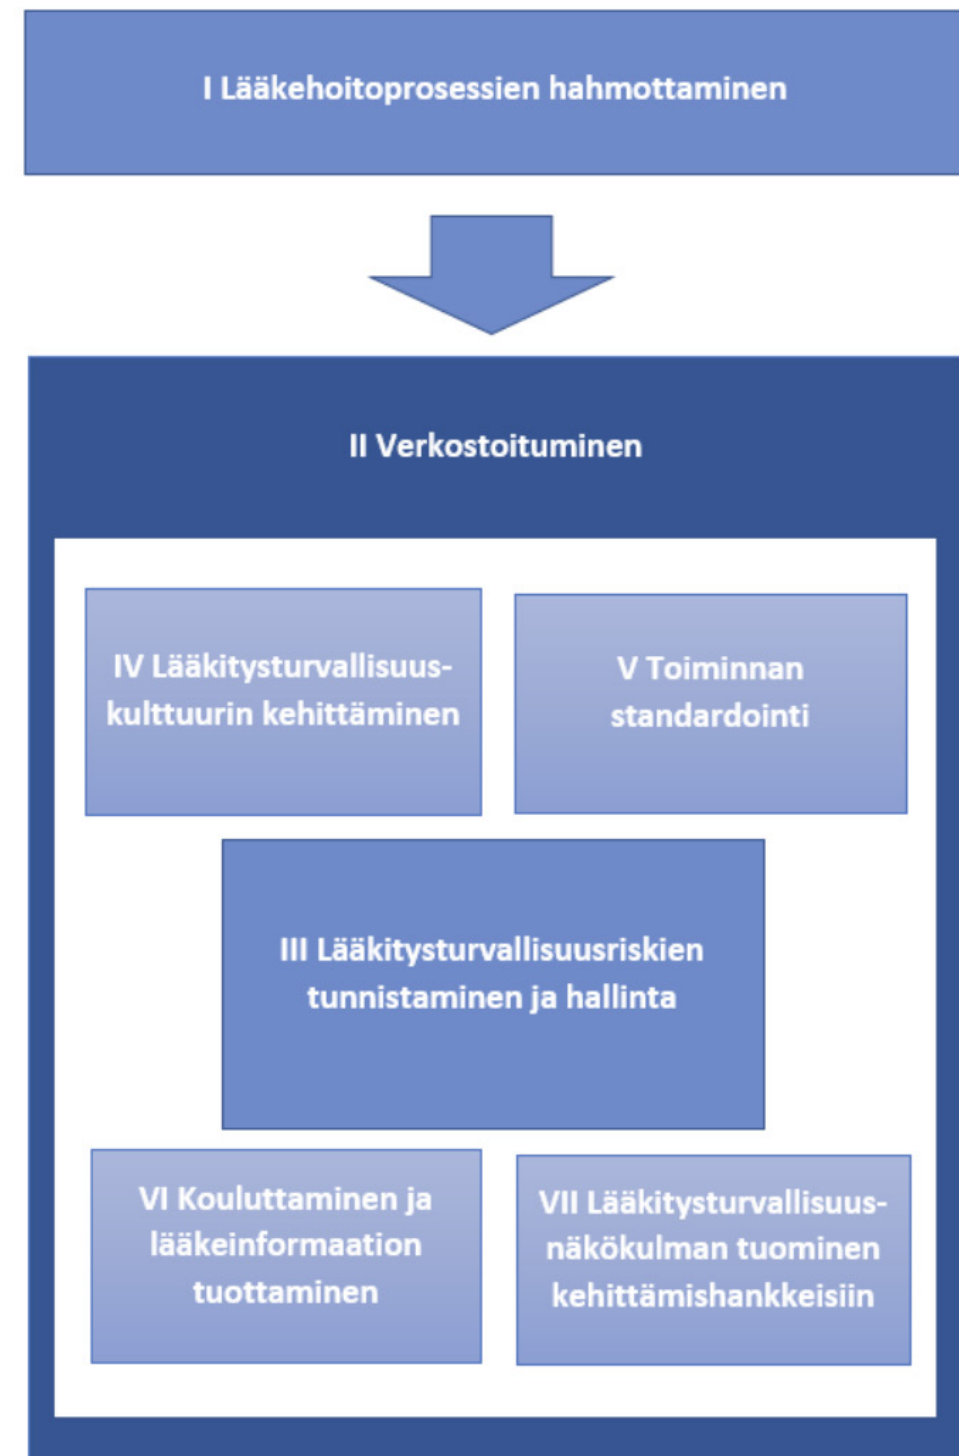 I Lääkehoitoprosessien hahmottaminen
II Verkostoituminen
IV Lääkitysturvallisuus-
kulttuurin kehittäminen
V Toiminnan
standardointi
III Lääkitysturvallisuusriskien
tunnistaminen ja hallinta
VI Kouluttaminen ja
lääkeinformaation
tuottaminen
VII Lääkitysturvallisuus-
näkökulman tuominen
kehittämishankkeisiin